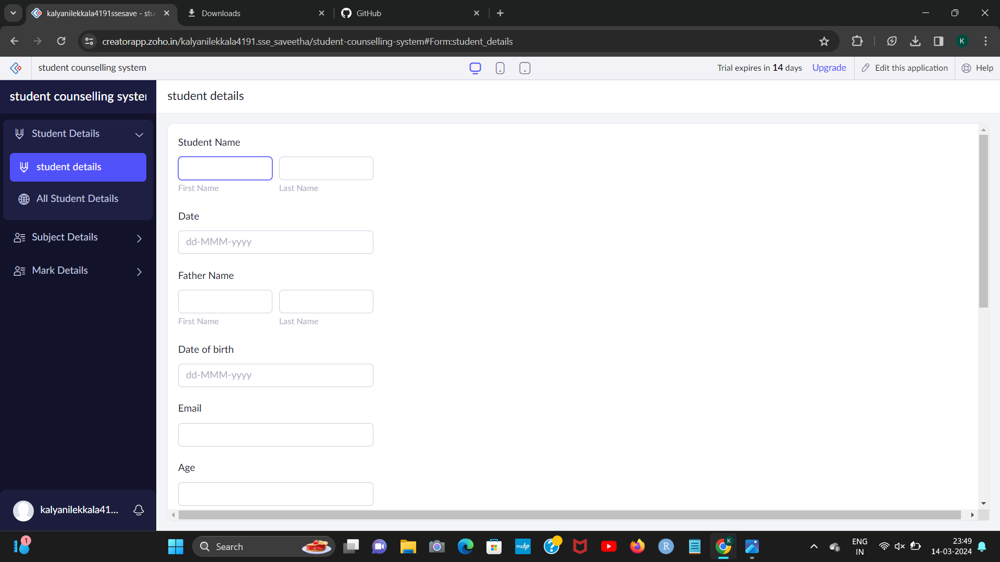 kalyanilekkala4191ssesave - stu
Downloads
GitHub
creatorapp.zoho.in/kalyanilekkala4191.sse_saveetha/student-counselling-system#Form:student_details
K
student counselling system
Trial expires in 14 days
Upgrade
Edit this application
Help
student counselling system
student details
Student Details
student details
All Student Details
Subject Details
Mark Details
kalyanilekkala41...
Student Name
First Name
Last Name
Date
dd-MMM-yyyy
Father Name
First Name
Last Name
Date of birth
dd-MMM-yyyy
Email
Age
1
Search
myhp
?
R
K
ENG
IN
23:49
14-03-2024